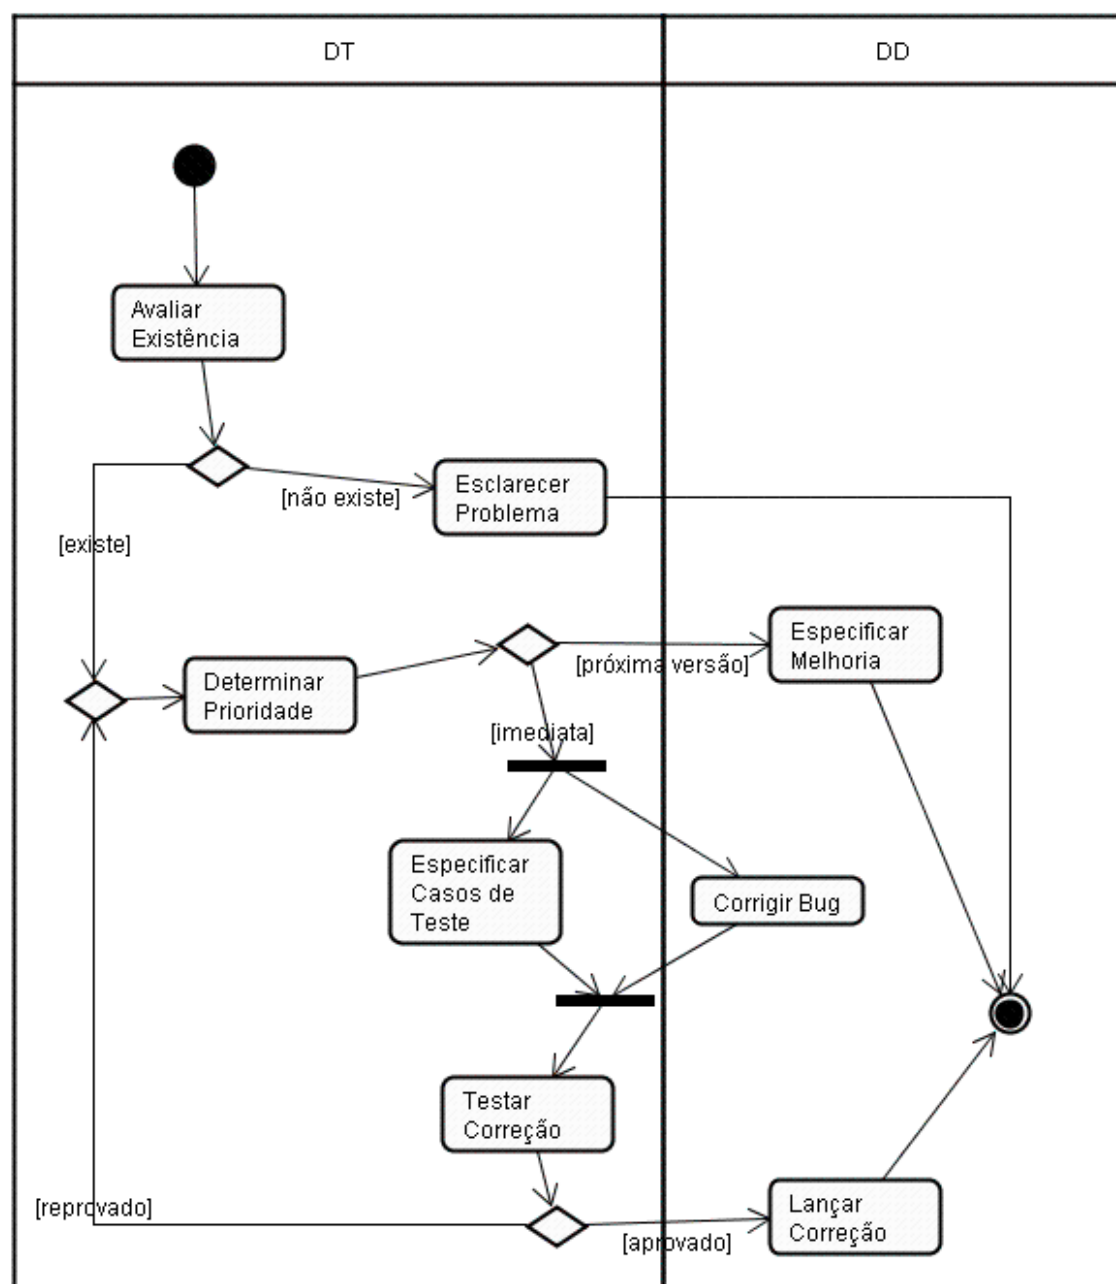 DT
DD
Avaliar
Existência
[não existe]
Esclarecer
Problema
[existe]
Determinar
Prioridade
[próxima versão]
Especificar
Melhoria
[imediata]
Especificar
Casos de
Teste
Corrigir Bug
Testar
Correção
[reprovado]
[aprovado]
Lançar
Correção